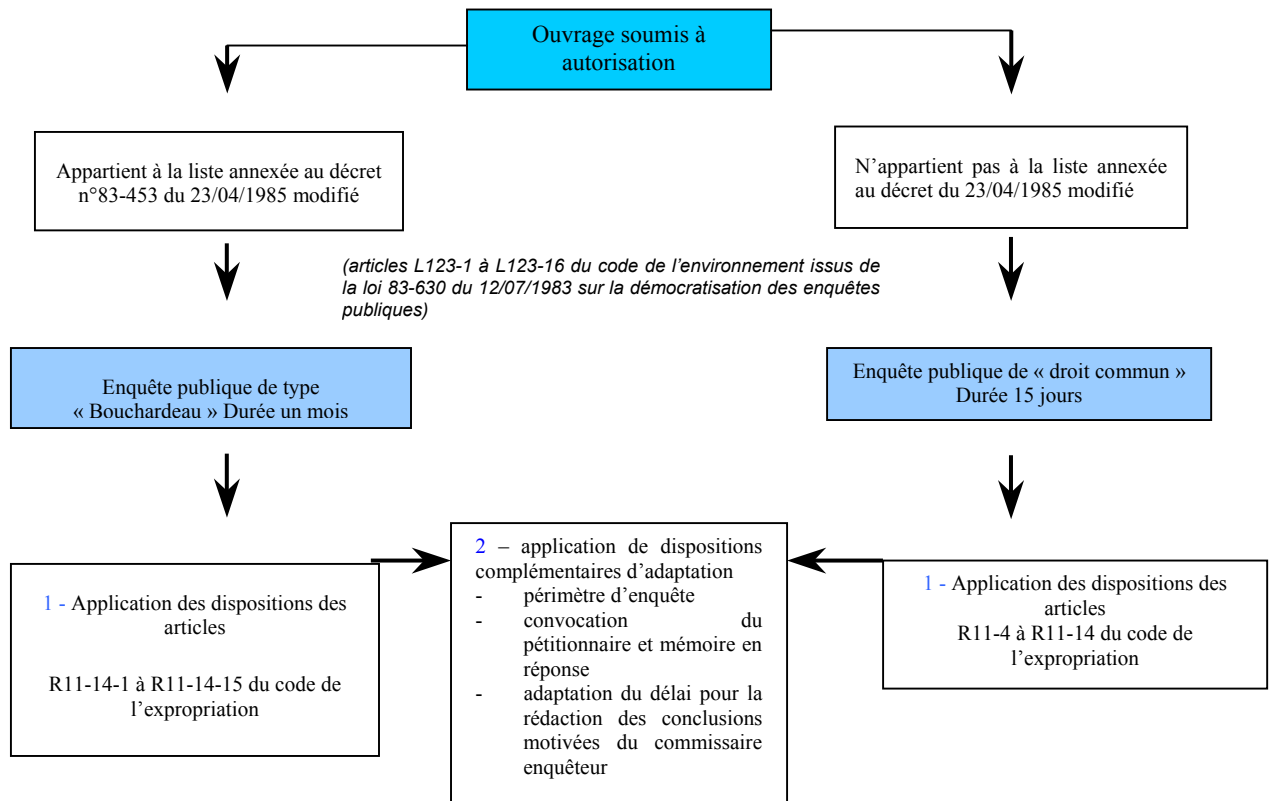 Ouvrage soumis à
autorisation
Appartient à la liste annexée au décret
n°83-453 du 23/04/1985 modifié
N’appartient pas à la liste annexée
au décret du 23/04/1985 modifié
(articles L123-1 à L123-16 du code de l’environnement issus de
la loi 83-630 du 12/07/1983 sur la démocratisation des enquêtes
publiques)
Enquête publique de type
« Bouchardeau » Durée un mois
Enquête publique de « droit commun »
Durée 15 jours
1 - Application des dispositions des
articles
R11-14-1 à R11-14-15 du code de
l’expropriation
2 – application de dispositions
complémentaires d’adaptation
- périmètre d’enquête
- convocation du
pétitionnaire et mémoire en
réponse
- adaptation du délai pour la
rédaction des conclusions
motivées du commissaire
enquêteur
1 - Application des dispositions des
articles
R11-4 à R11-14 du code de
l’expropriation